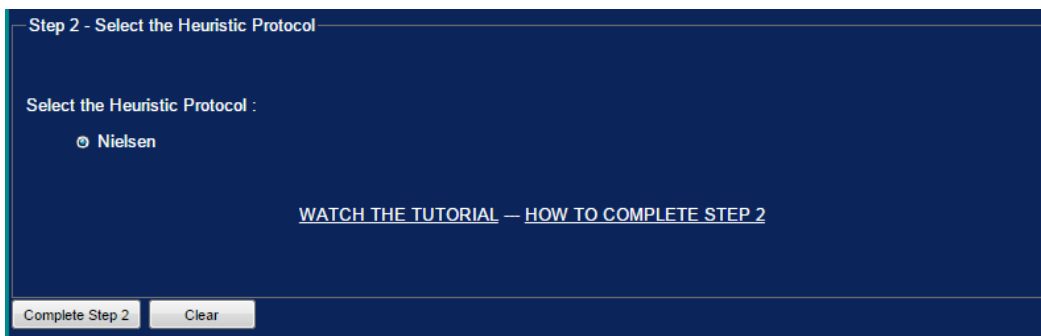 Step 2 - Select the Heuristic Protocol
Select the Heuristic Protocol :
Nielsen
WATCH THE TUTORIAL --- HOW TO COMPLETE STEP 2
Complete Step 2 Clear